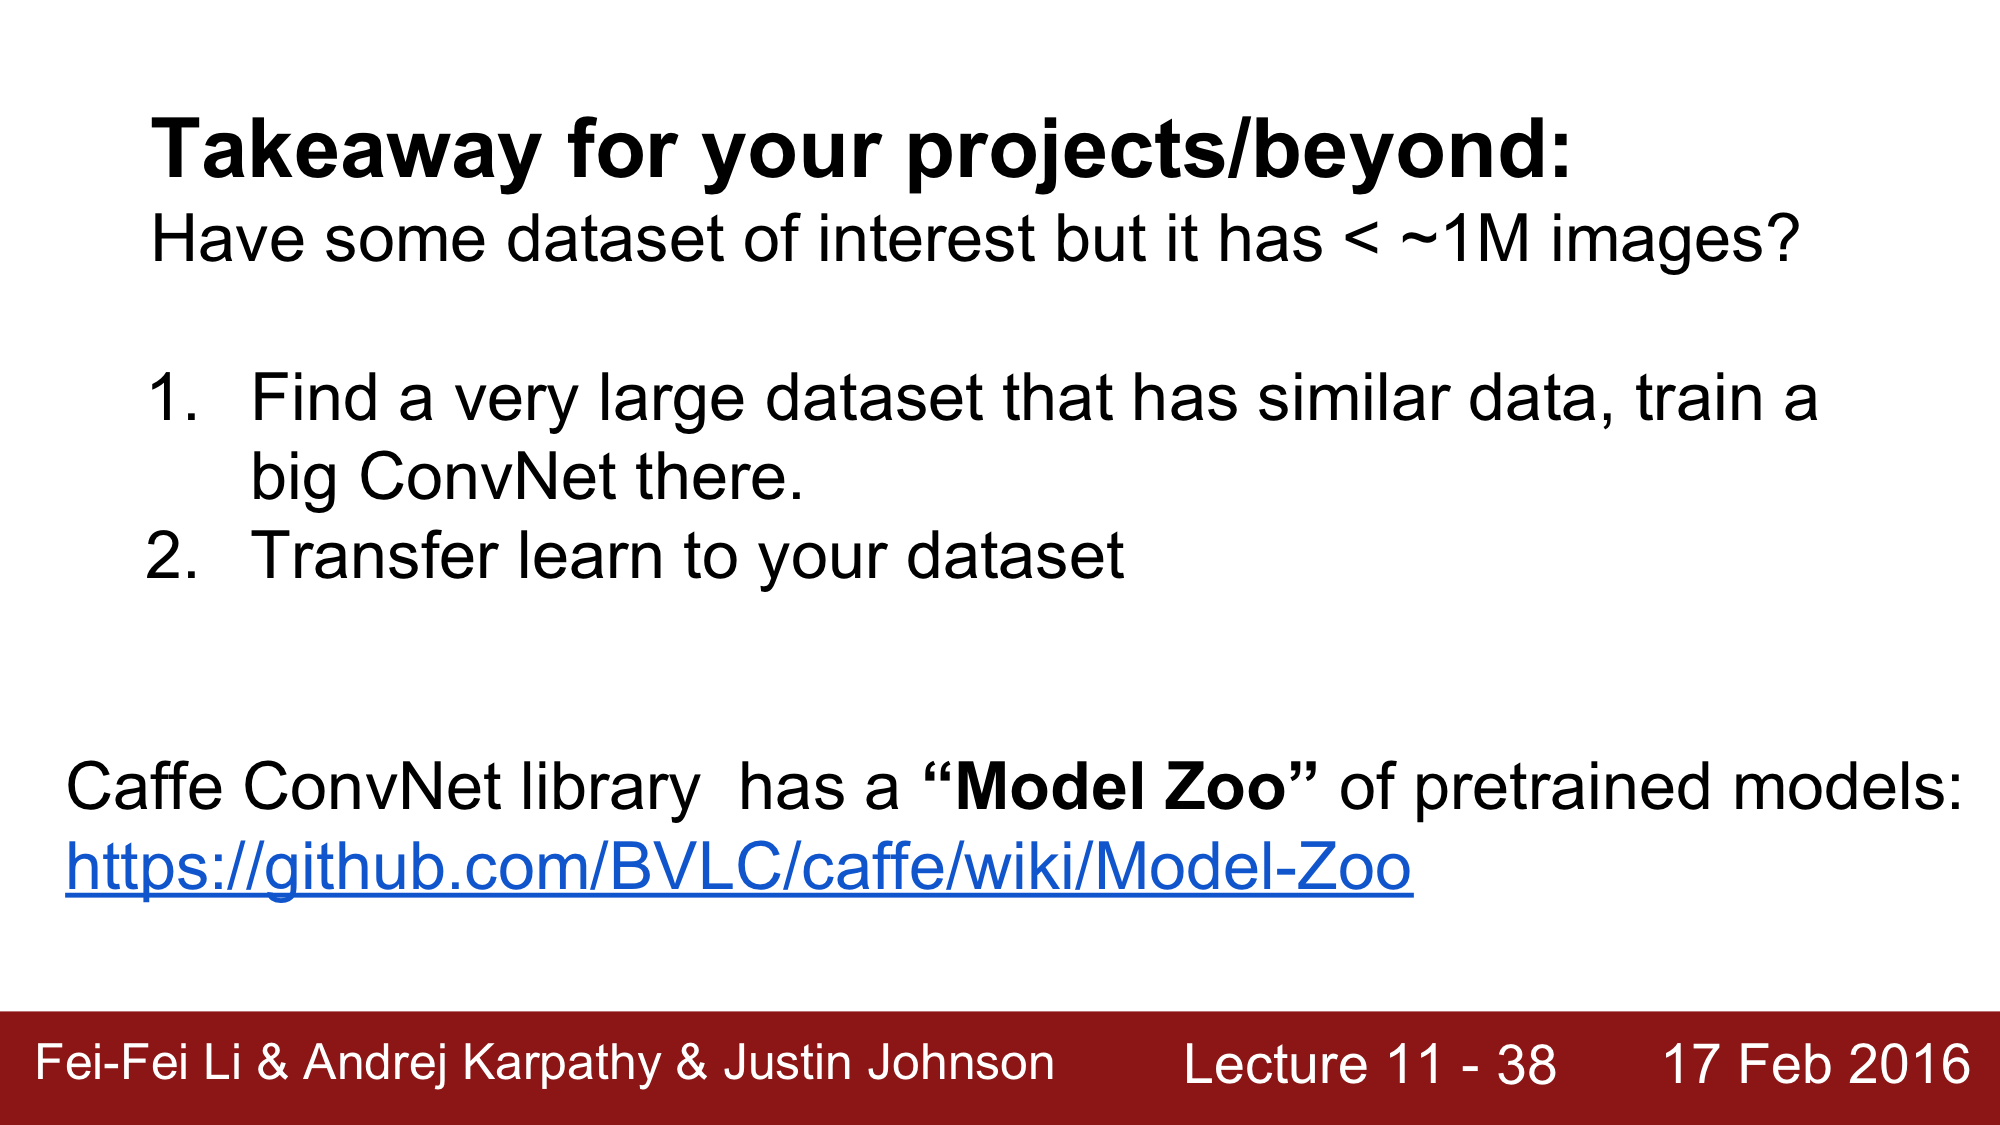 Takeaway for your projects/beyond:
Have some dataset of interest but it has < ~1M images?
1. Find a very large dataset that has similar data, train a
big ConvNet there.
2. Transfer learn to your dataset
Caffe ConvNet library has a “Model Zoo” of pretrained models:
https://github.com/BVLC/caffe/wiki/Model-Zoo
Fei-Fei Li & Andrej Karpathy & Justin Johnson Lecture 11 - 38 17 Feb 2016